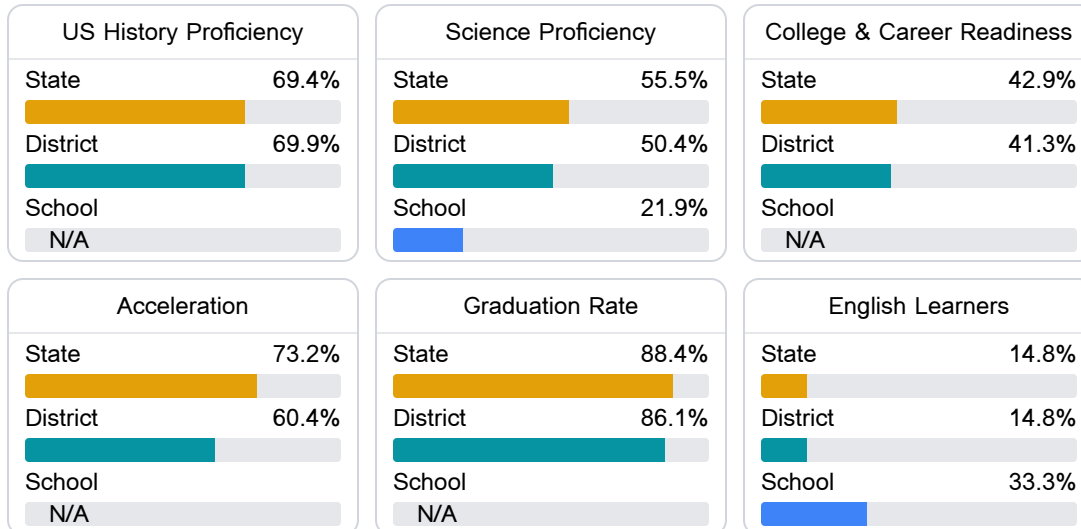 US History Proficiency
State 69.4%
District 69.9%
School
N/A
Science Proficiency
State 55.5%
District 50.4%
School 21.9%
College & Career Readiness
State 42.9%
District 41.3%
School
N/A
Acceleration
State 73.2%
District 60.4%
School
N/A
Graduation Rate
State 88.4%
District 86.1%
School
N/A
English Learners
State 14.8%
District 14.8%
School 33.3%